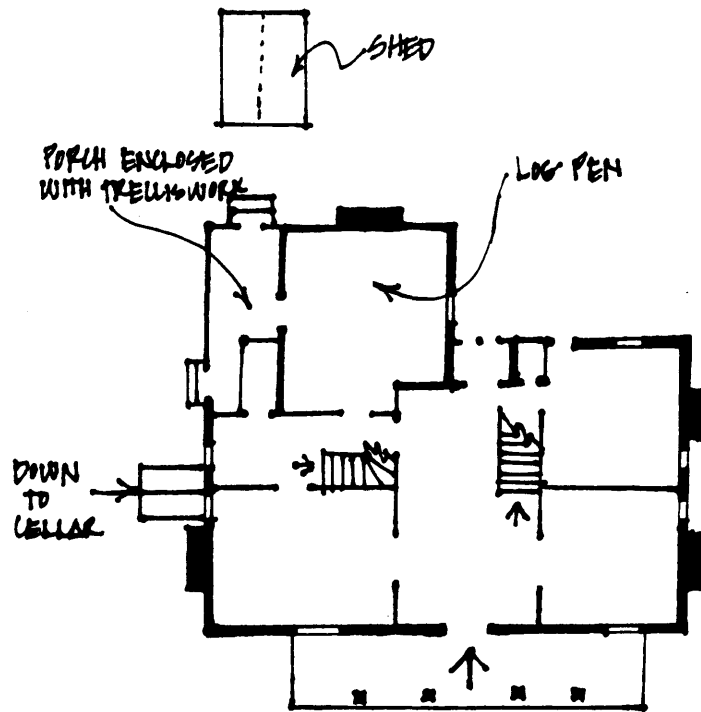 SHED
PORCH ENCLOSED
WITH TRELLISWORK
LOG PEN
DOWN
TO
CELLAR